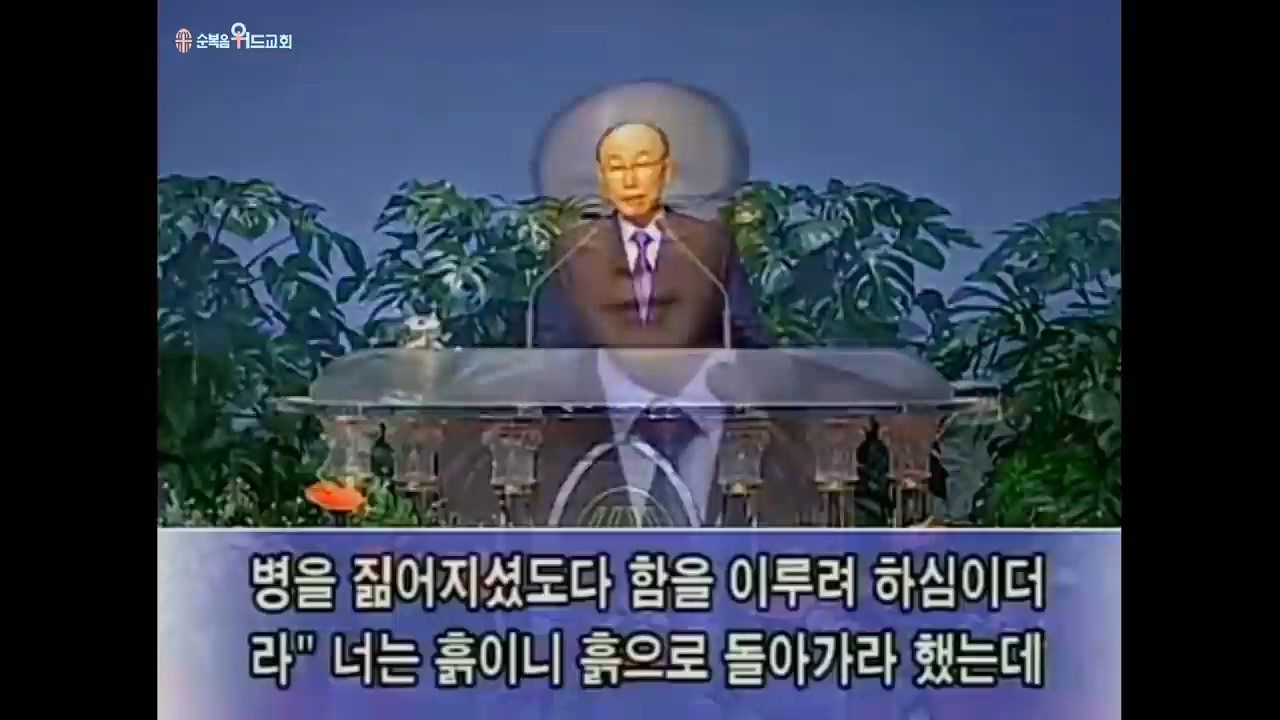 순복음워드교회
병을 짊어지셨도다 함을 이루려 하심이더
라" 너는 흙이니 흙으로 돌아가라 했는데